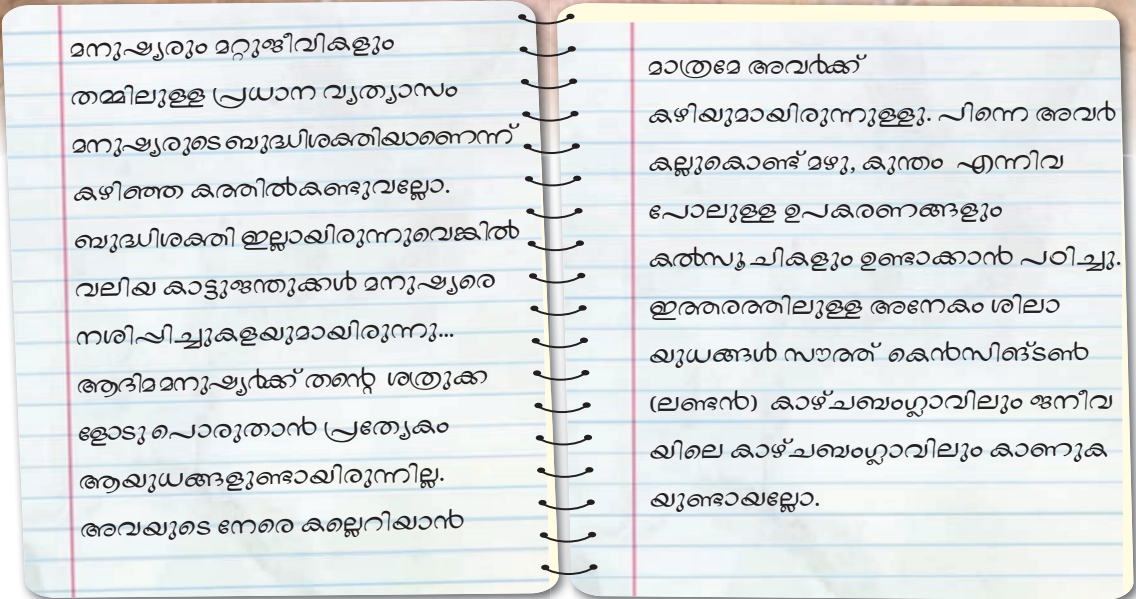 മനുഷ്യരും മറ്റുജീവികളും
തമ്മിലുള്ള പ്രധാന വ്യത്യാസം
മനുഷ്യരുടെ ബുദ്ധിശക്തിയാണെന്ന്
കഴിഞ്ഞ കത്തിൽകണ്ടുവല്ലോ.
ബുദ്ധിശക്തി ഇല്ലായിരുന്നുവെങ്കിൽ
വലിയ കാട്ടുജന്തുക്കൾ മനുഷ്യരെ
നശിപ്പിച്ചുകളയുമായിരുന്നു...
ആദിമമനുഷ്യർക്ക് തന്റെ ശത്രുക്ക
ളോടു പൊരുതാൻ പ്രത്യേകം
ആയുധങ്ങളുണ്ടായിരുന്നില്ല.
അവയുടെ നേരെ കല്ലെറിയാൻ
മാത്രമേ അവർക്ക്
കഴിയുമായിരുന്നുള്ളു. പിന്നെ അവർ
കല്ലുകൊണ്ട് മഴു, കുന്തം എന്നിവ
പോലുള്ള ഉപകരണങ്ങളും
കൽസൂചികളും ഉണ്ടാക്കാൻ പഠിച്ചു.
ഇത്തരത്തിലുള്ള അനേകം ശിലാ
യുധങ്ങൾ സൗത്ത് കെൻസിങ്ടൺ
(ലണ്ടൻ) കാഴ്ചബംഗ്ലാവിലും ജനീവ
യിലെ കാഴ്ചബംഗ്ലാവിലും കാണുക
യുണ്ടായല്ലോ.